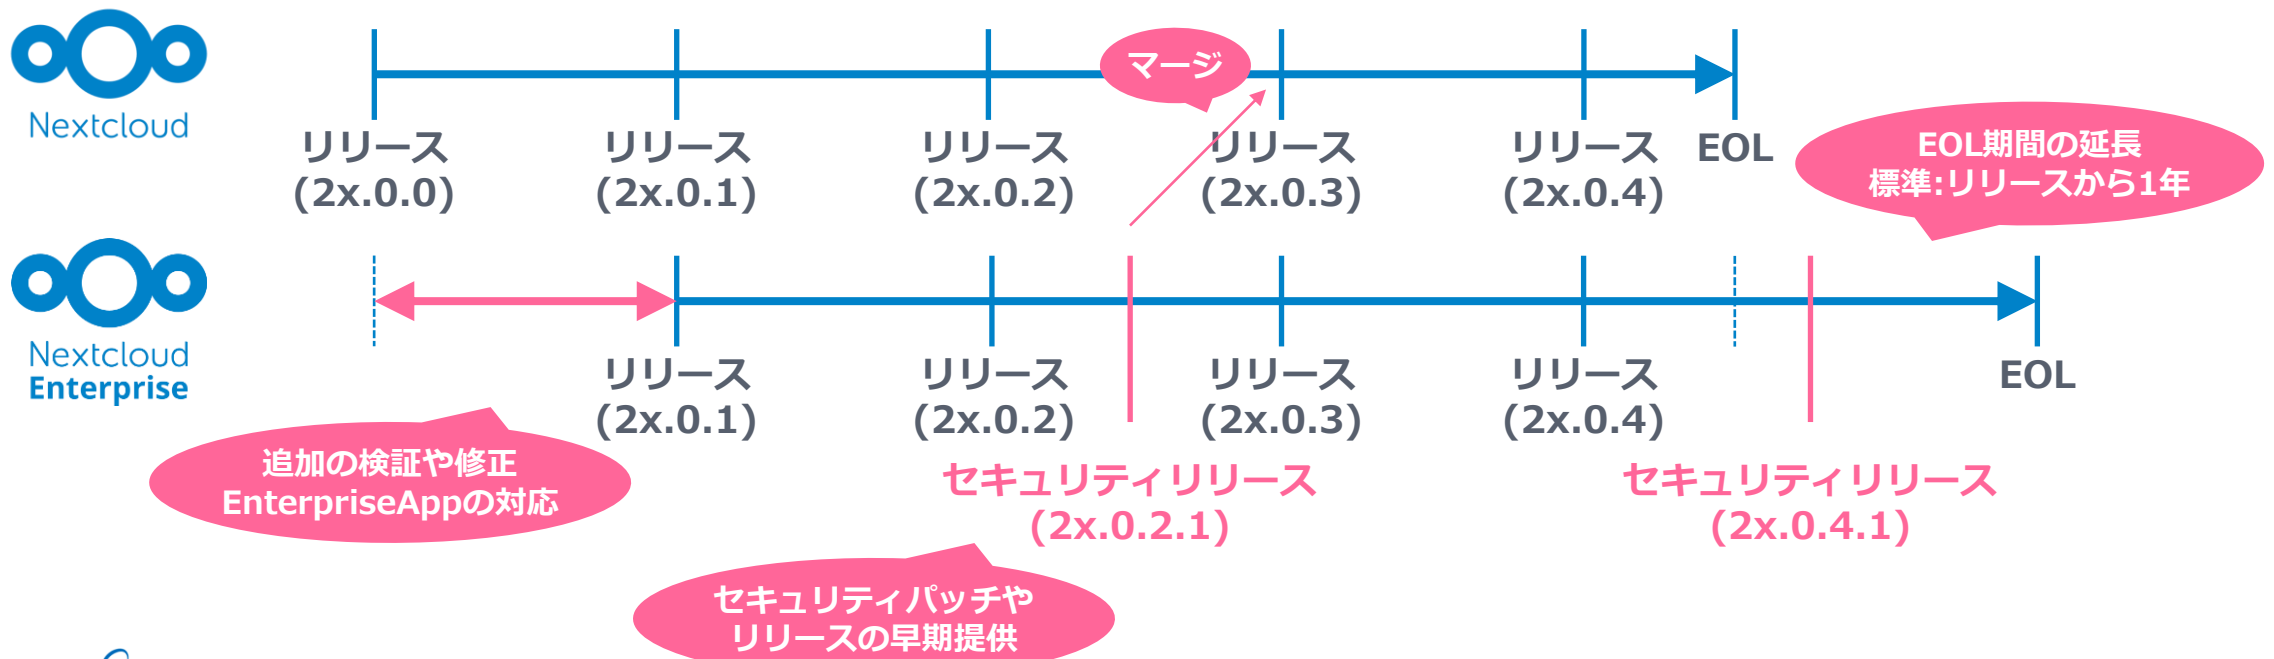 Nextcloud
マージ
リリース
(2x.0.0)
リリース
(2x.0.1)
リリース
(2x.0.2)
リリース
(2x.0.3)
リリース
(2x.0.4)
EOL
EOL期間の延長
標準:リリースから1年
Nextcloud
Enterprise
リリース
(2x.0.1)
リリース
(2x.0.2)
リリース
(2x.0.3)
リリース
(2x.0.4)
EOL
追加の検証や修正
EnterpriseAppの対応
セキュリティリリース
(2x.0.2.1)
セキュリティリリース
(2x.0.4.1)
セキュリティパッチや
リリースの早期提供